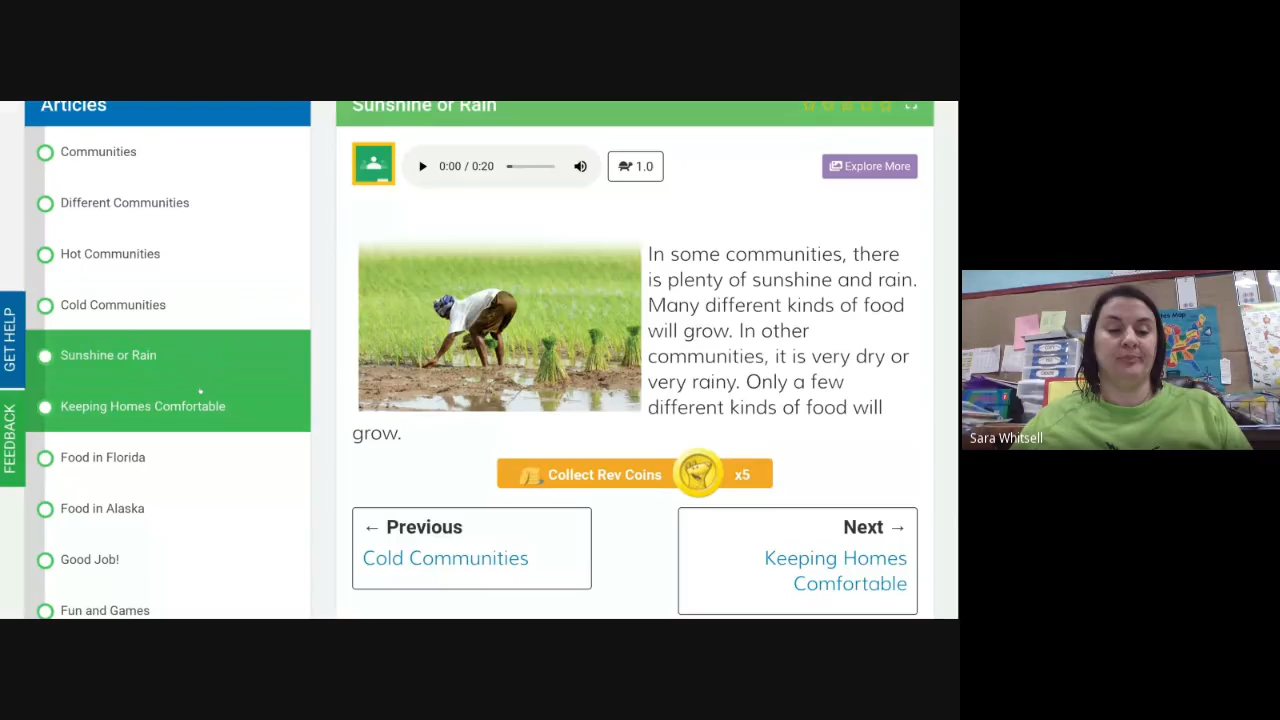 Articles
Communities
Different Communities
Hot Communities
Cold Communities
Sunshine or Rain
Keeping Homes Comfortable
Food in Florida
Food in Alaska
Good Job!
Fun and Games
GET HELP
FEEDBACK
Sunshine or Rain
0:00 / 0:20
1.0
Explore More
In some communities, there
is plenty of sunshine and rain.
Many different kinds of food
will grow. In other
communities, it is very dry or
very rainy. Only a few
different kinds of food will
grow.
Collect Rev Coins
x5
← Previous
Cold Communities
Next →
Keeping Homes
Comfortable
Sara Whitsell